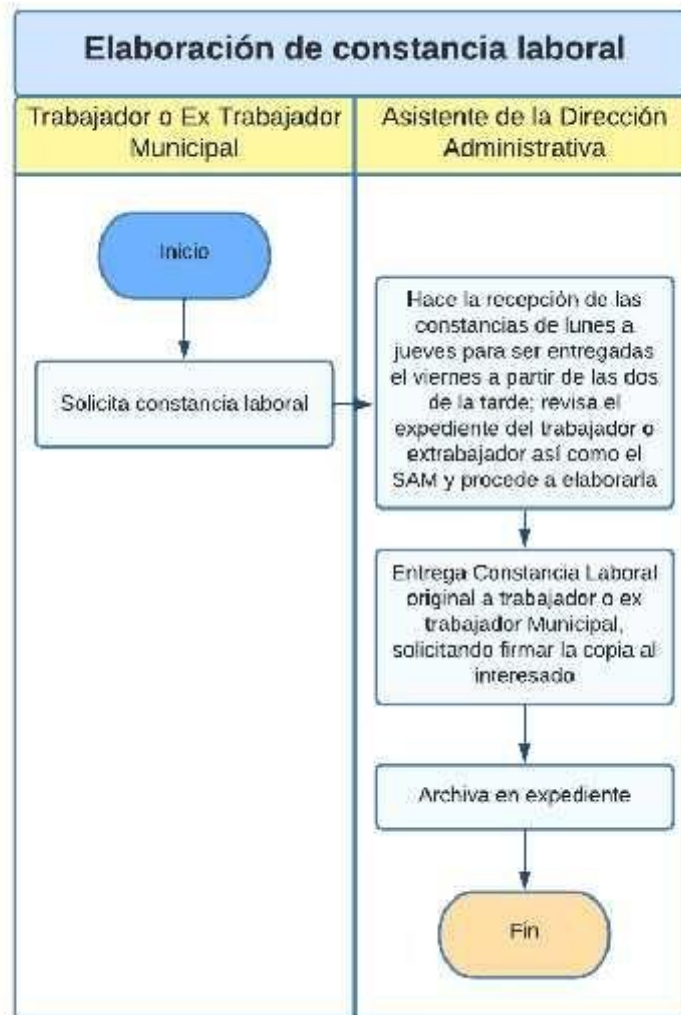 Elaboración de constancia laboral
Trabajador o Ex Trabajador
Municipal
Asistente de la Dirección
Administrativa
Inicio
Solicita constancia laboral
Hace la recepción de las
constancias de lunes a
jueves para ser entregadas
el viernes a partir de las dos
de la tarde; revisa el
expediente del trabajador o
extrabajador así como el
SAM y procede a elaborarla
Entrega Constancia Laboral
original a trabajador o ex
trabajador Municipal,
solicitando firmar la copia al
interesado
Archiva en expediente
Fin